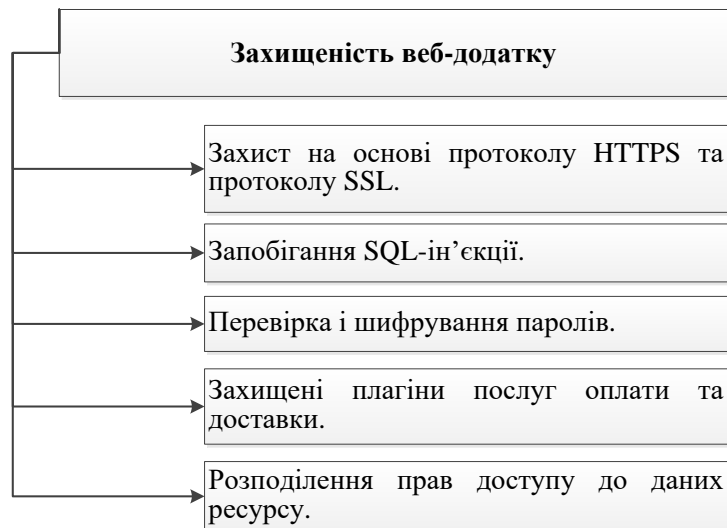 Захищеність веб-додатку
Захист на основі протоколу HTTPS та
протоколу SSL.
Запобігання SQL-ін’єкції.
Перевірка і шифрування паролів.
Захищені плагіни послуг оплати та
доставки.
Розподілення прав доступу до даних
ресурсу.